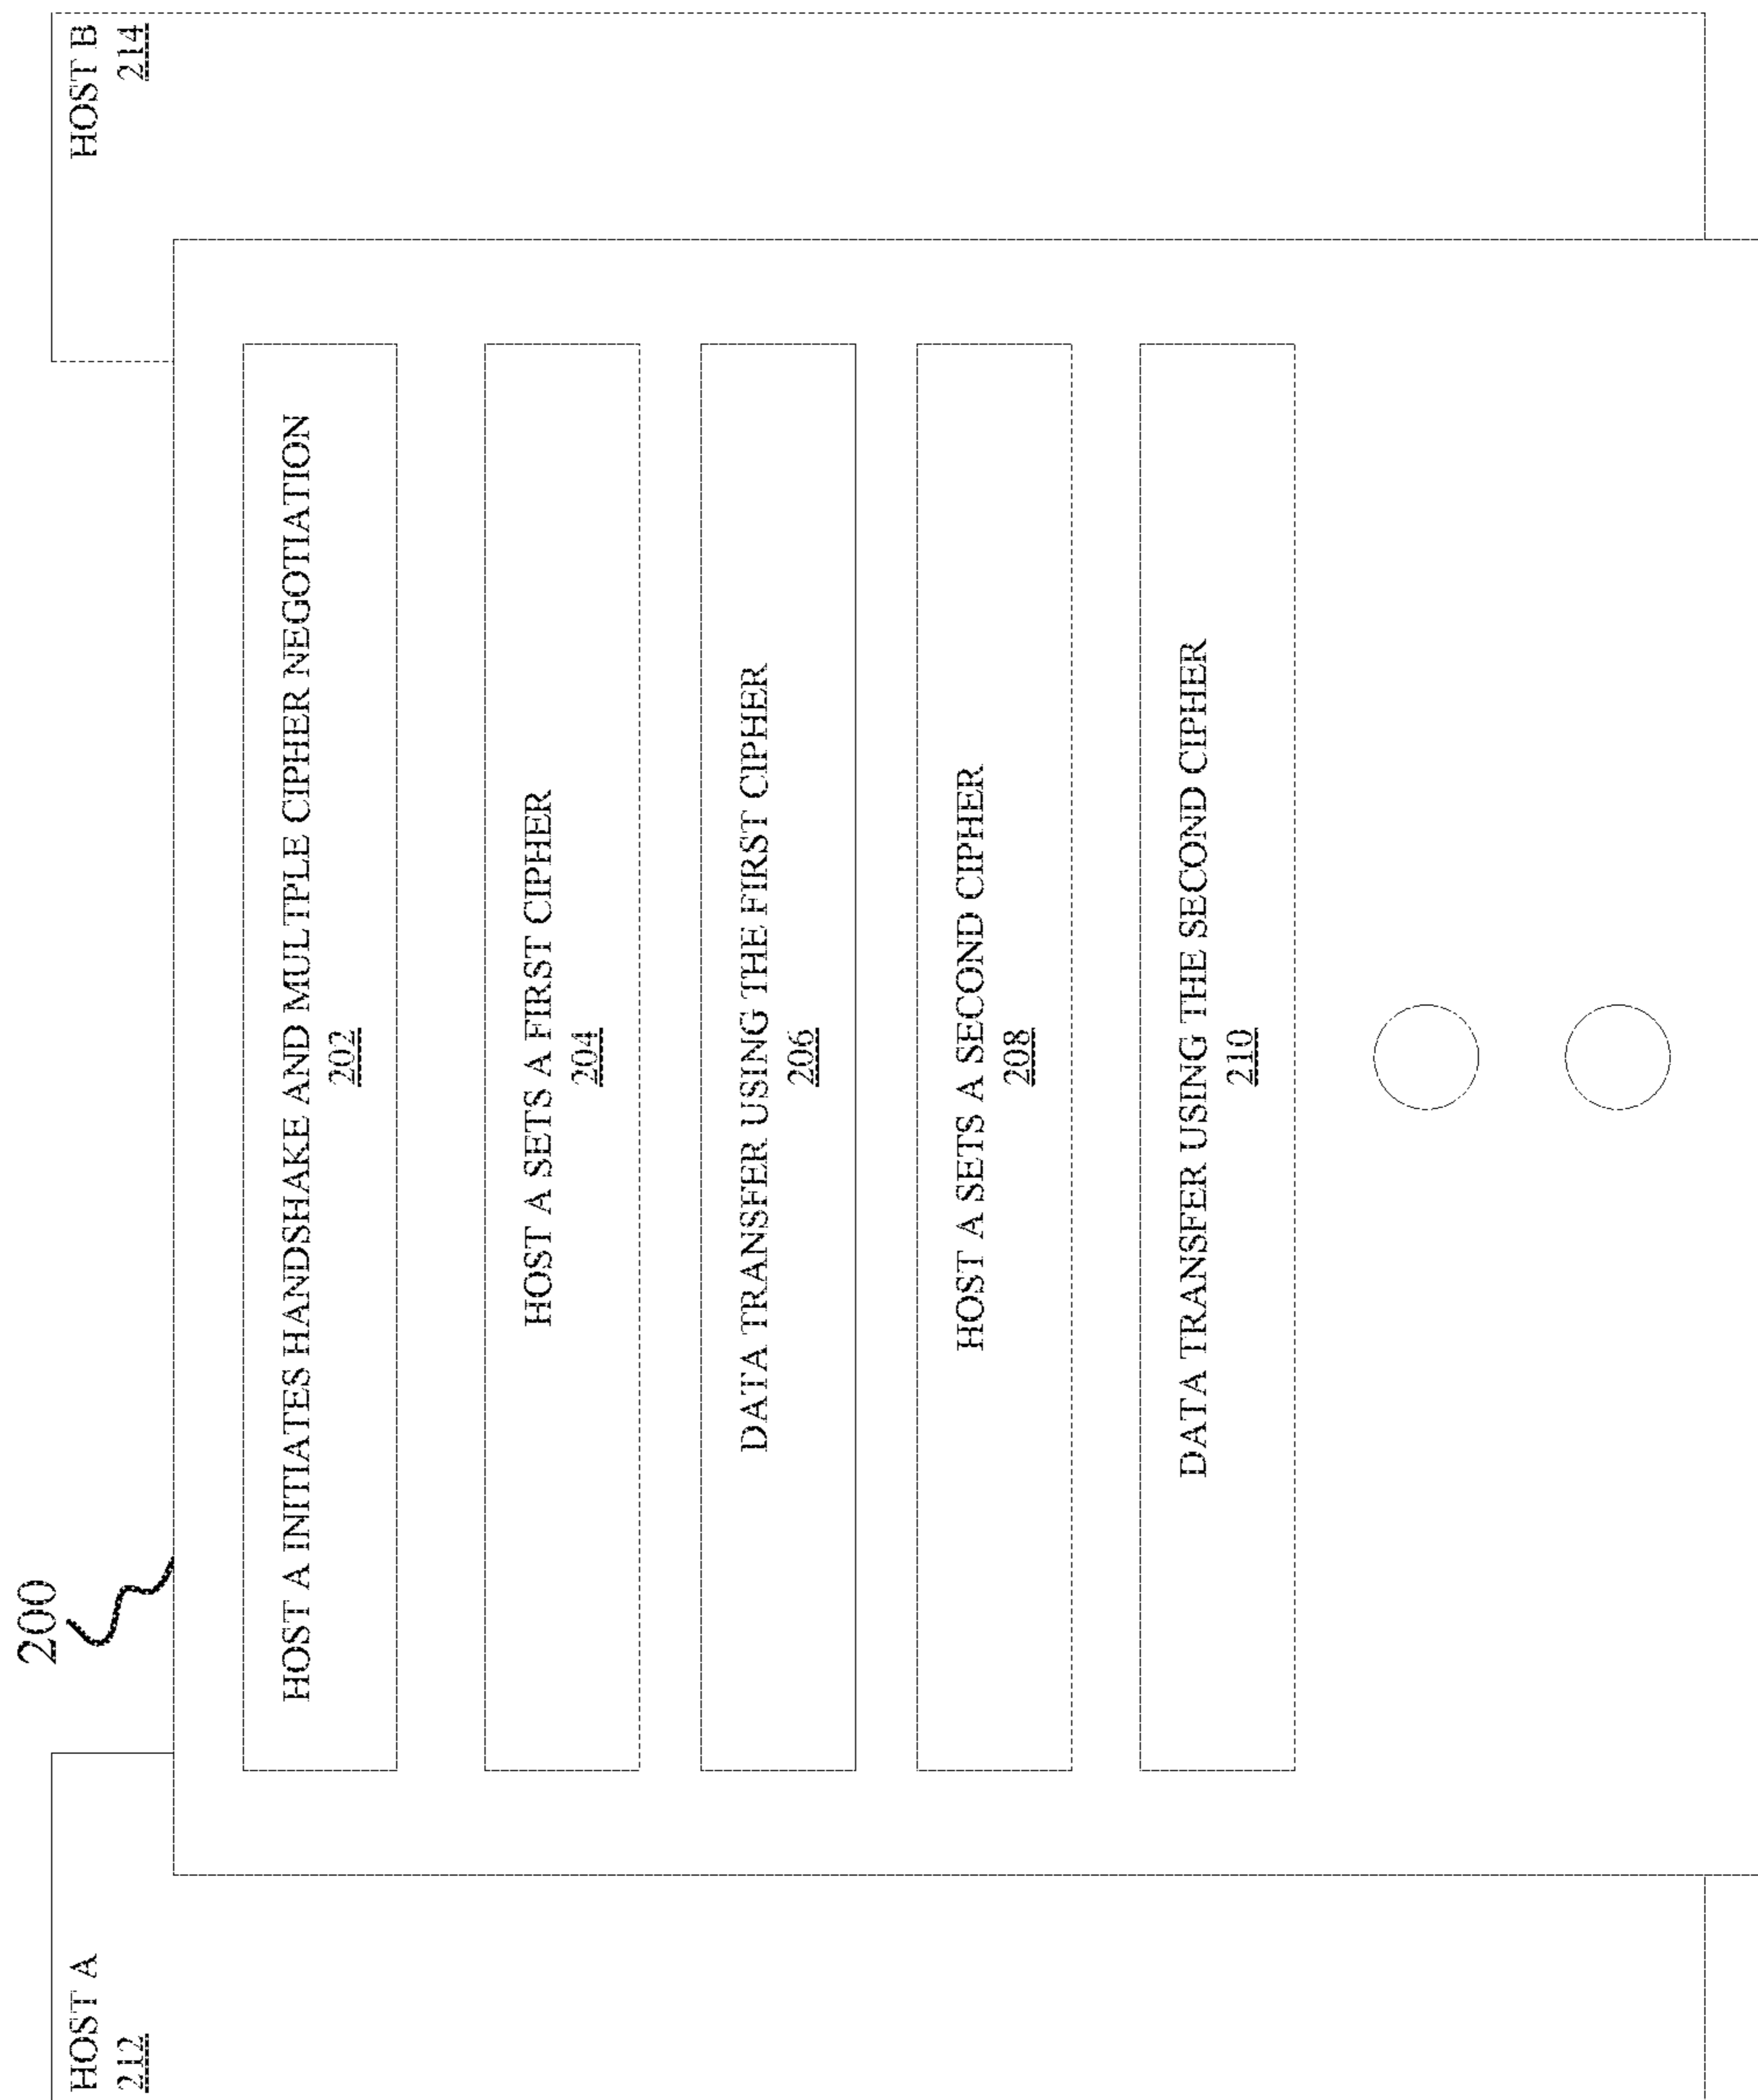 200
HOST A
212
HOST B
214
HOST A INITIATES HANDSHAKE AND MULTPLE CIPHER NEGOTIATION
202
HOST A SETS A FIRST CIPHER
204
DATA TRANSFER USING THE FIRST CIPHER
206
HOST A SETS A SECOND CIPHER
208
DATA TRANSFER USING THE SECOND CIPHER
210